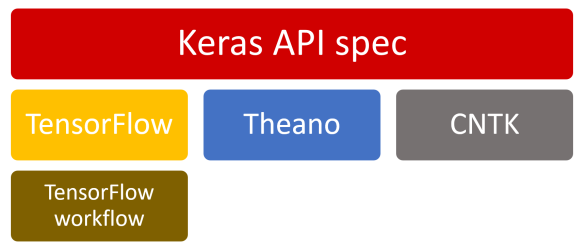 Keras API spec
TensorFlow
Theano
CNTK
TensorFlow
workflow